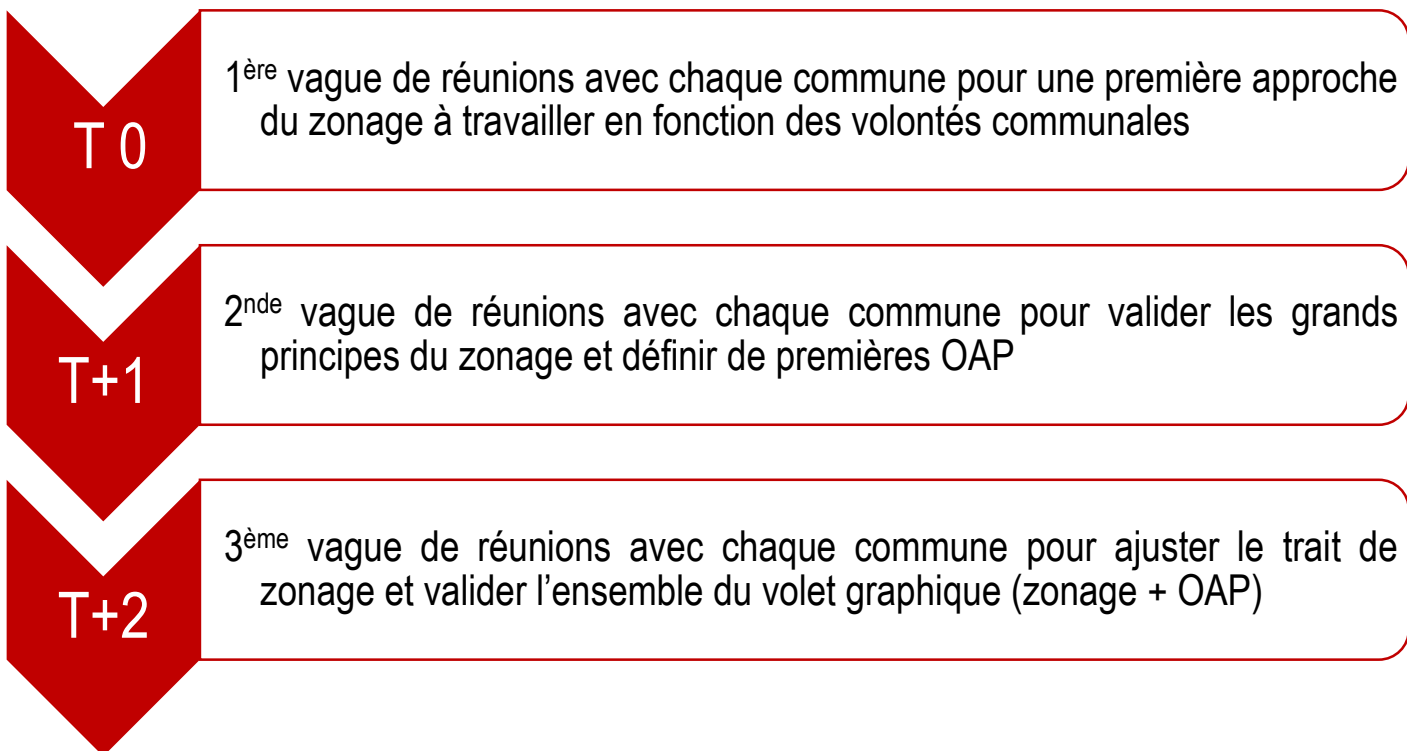 T 0
1ère vague de réunions avec chaque commune pour une première approche
du zonage à travailler en fonction des volontés communales
T+1
2nde vague de réunions avec chaque commune pour valider les grands
principes du zonage et définir de premières OAP
T+2
3ème vague de réunions avec chaque commune pour ajuster le trait de
zonage et valider l’ensemble du volet graphique (zonage + OAP)